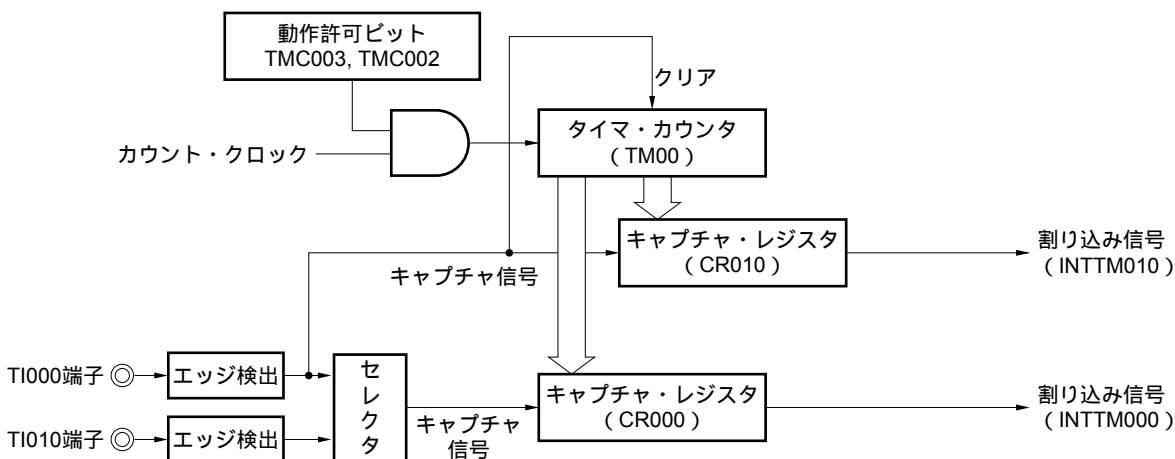 動作許可ビット
TMC003, TMC002
クリア
タイマ・カウンタ
（TM00）
カウント・クロック
キャプチャ・レジスタ
（CR010）
割り込み信号
（INTTM010）
キャプチャ信号
TI000端子
エッジ検出
セレクタ
キャプチャ・レジスタ
（CR000）
割り込み信号
（INTTM000）
キャプチャ
信号
TI010端子
エッジ検出